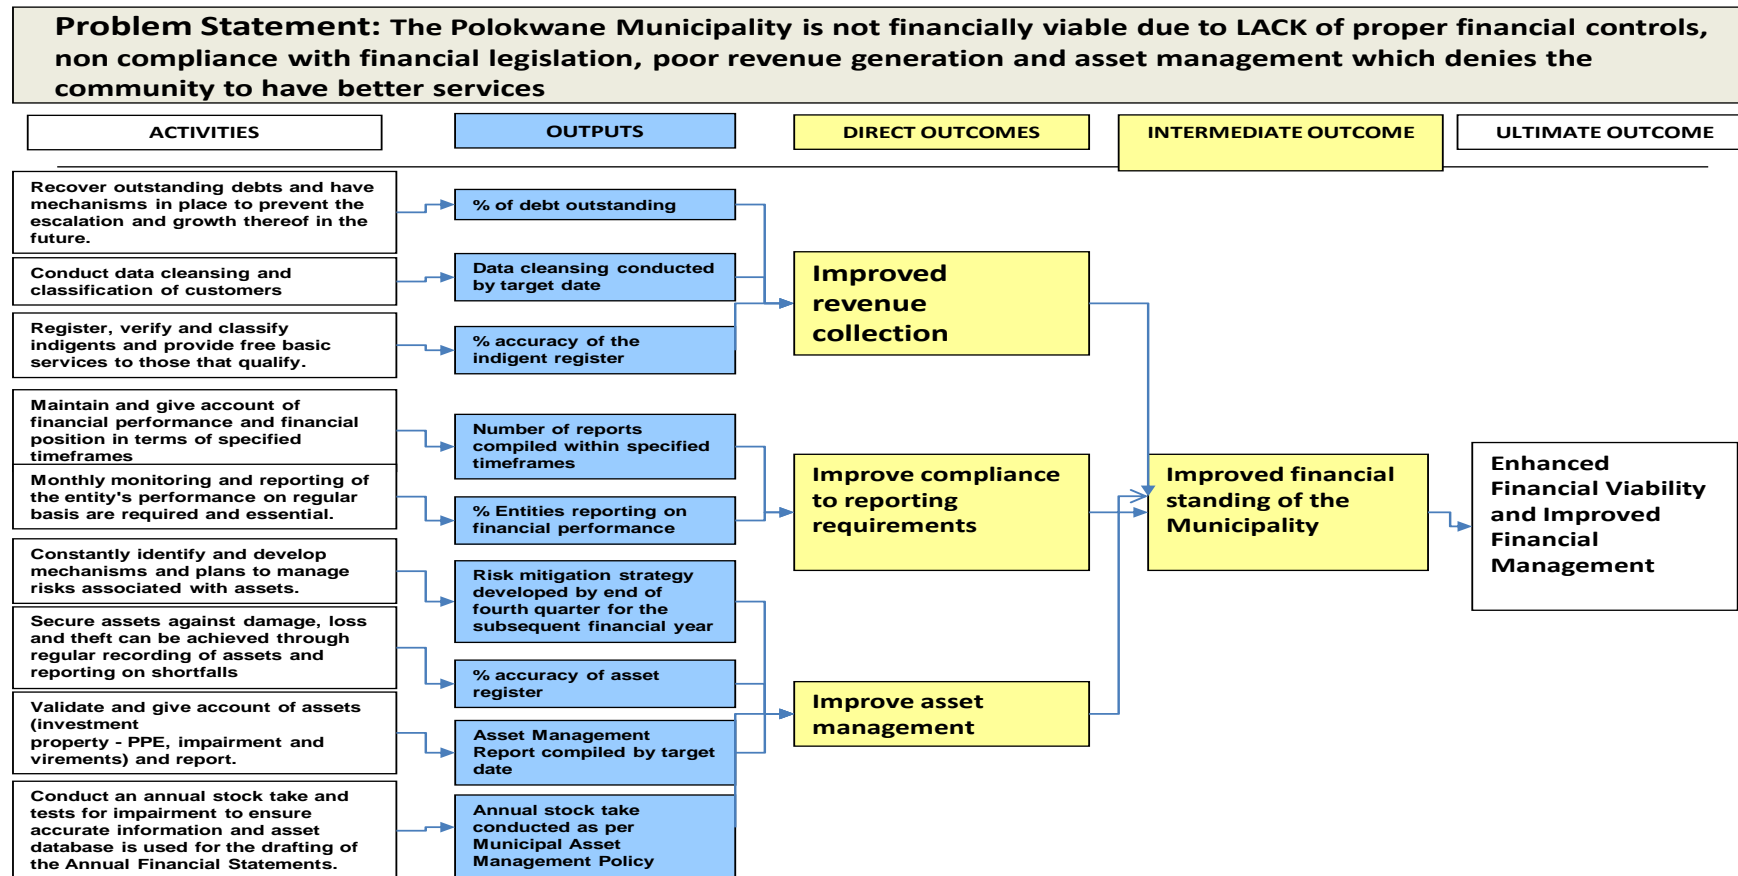 Problem Statement: The Polokwane Municipality is not financially viable due to LACK of proper financial controls,
non compliance with financial legislation, poor revenue generation and asset management which denies the
community to have better services
ACTIVITIES
OUTPUTS
DIRECT OUTCOMES
INTERMEDIATE OUTCOME
ULTIMATE OUTCOME
Recover outstanding debts and have
mechanisms in place to prevent the
escalation and growth thereof in the
future.
Conduct data cleansing and
classification of customers
Register, verify and classify
indigents and provide free basic
services to those that qualify.
Maintain and give account of
financial performance and financial
position in terms of specified
timeframes
Monthly monitoring and reporting of
the entity's performance on regular
basis are required and essential.
Constantly identify and develop
mechanisms and plans to manage
risks associated with assets.
Secure assets against damage, loss
and theft can be achieved through
regular recording of assets and
reporting on shortfalls
Validate and give account of assets
(investment
property - PPE, impairment and
virements) and report.
Conduct an annual stock take and
tests for impairment to ensure
accurate information and asset
database is used for the drafting of
the Annual Financial Statements.
% of debt outstanding
Data cleansing conducted
by target date
% accuracy of the
indigent register
Number of reports
compiled within specified
timeframes
% Entities reporting on
financial performance
Risk mitigation strategy
developed by end of
fourth quarter for the
subsequent financial year
% accuracy of asset
register
Asset Management
Report compiled by target
date
Annual stock take
conducted as per
Municipal Asset
Management Policy
Improved
revenue
collection
Improve compliance
to reporting
requirements
Improve asset
management
Improved financial
standing of the
Municipality
Enhanced
Financial Viability
and Improved
Financial
Management